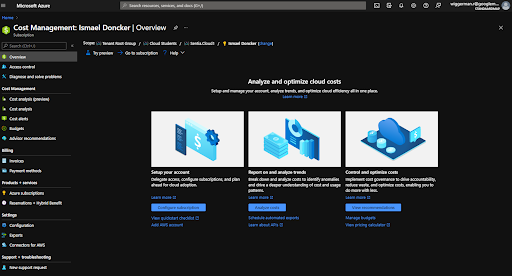 Microsoft Azure
Search resources, services, and docs (G+/)
Home
Cost Management: Ismael Doncker | Overview
Subscription
Scope: Tenant Root Group / Cloud Students / Sentia.CloudIt / Ismael Doncker (change)
Search (Cmd+/)
Try preview
Go to subscription
Help
Overview
Access control
Diagnose and solve problems
Cost Management
Cost analysis (preview)
Cost analysis
Cost alerts
Budgets
Advisor recommendations
Billing
Invoices
Payment methods
Products + services
Azure subscriptions
Reservations + Hybrid Benefit
Settings
Configuration
Exports
Connectors for AWS
Support + troubleshooting
New support request
Analyze and optimize cloud costs
Setup and manage your account, analyze trends, and optimize cloud efficiency all in one place.
Learn more
Setup your account
Delegate access, configure subscriptions, and plan
ahead for cloud adoption.
Learn more
Configure subscription
View quickstart checklist
Add AWS account
Report on and analyze trends
Break down and analyze costs to identify anomalies
and drive a deeper understanding of cost and usage
patterns.
Learn more
Analyze costs
Schedule automated exports
Learn about APIs
Control and optimize costs
Implement cost governance to drive accountability,
reduce waste, and optimize costs, enabling you to
do more with less.
Learn more
View recommendations
Manage budgets
View pricing calculator